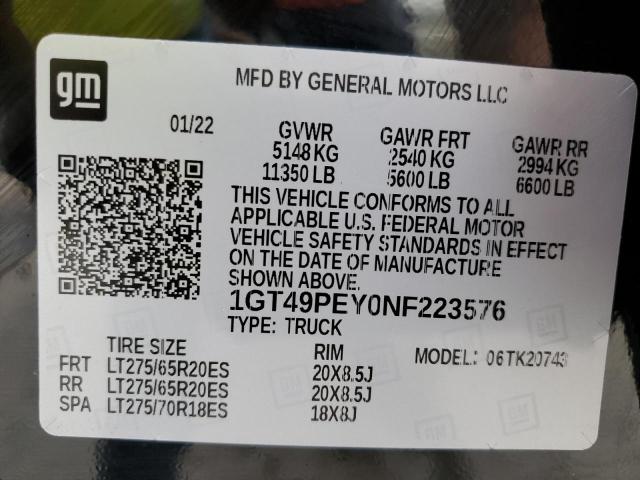 gm
MFD BY GENERAL MOTORS LLC
01/22
GVWR GAWR FRT GAWR RR
5148 KG 2540 KG 2994 KG
11350 LB 5600 LB 6600 LB
THIS VEHICLE CONFORMS TO ALL
APPLICABLE U.S. FEDERAL MOTOR
VEHICLE SAFETY STANDARDS IN EFFECT
ON THE DATE OF MANUFACTURE
SHOWN ABOVE.
1GT49PEY0NF223576
TYPE: TRUCK
TIRE SIZE RIM MODEL: 06TK20743
FRT LT275/65R20ES 20X8.5J
RR LT275/65R20ES 20X8.5J
SPA LT275/70R18ES 18X8J